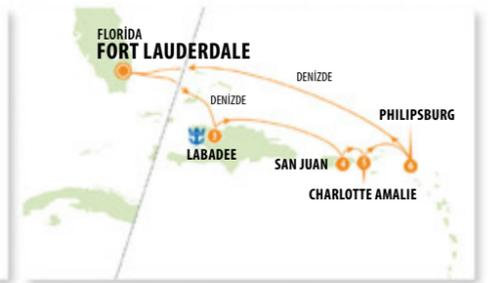 FLORİDA
FORT LAUDERDALE
DENİZDE
DENİZDE
PHILIPSBURG
LABADEE
SAN JUAN
CHARLOTTE AMALIE